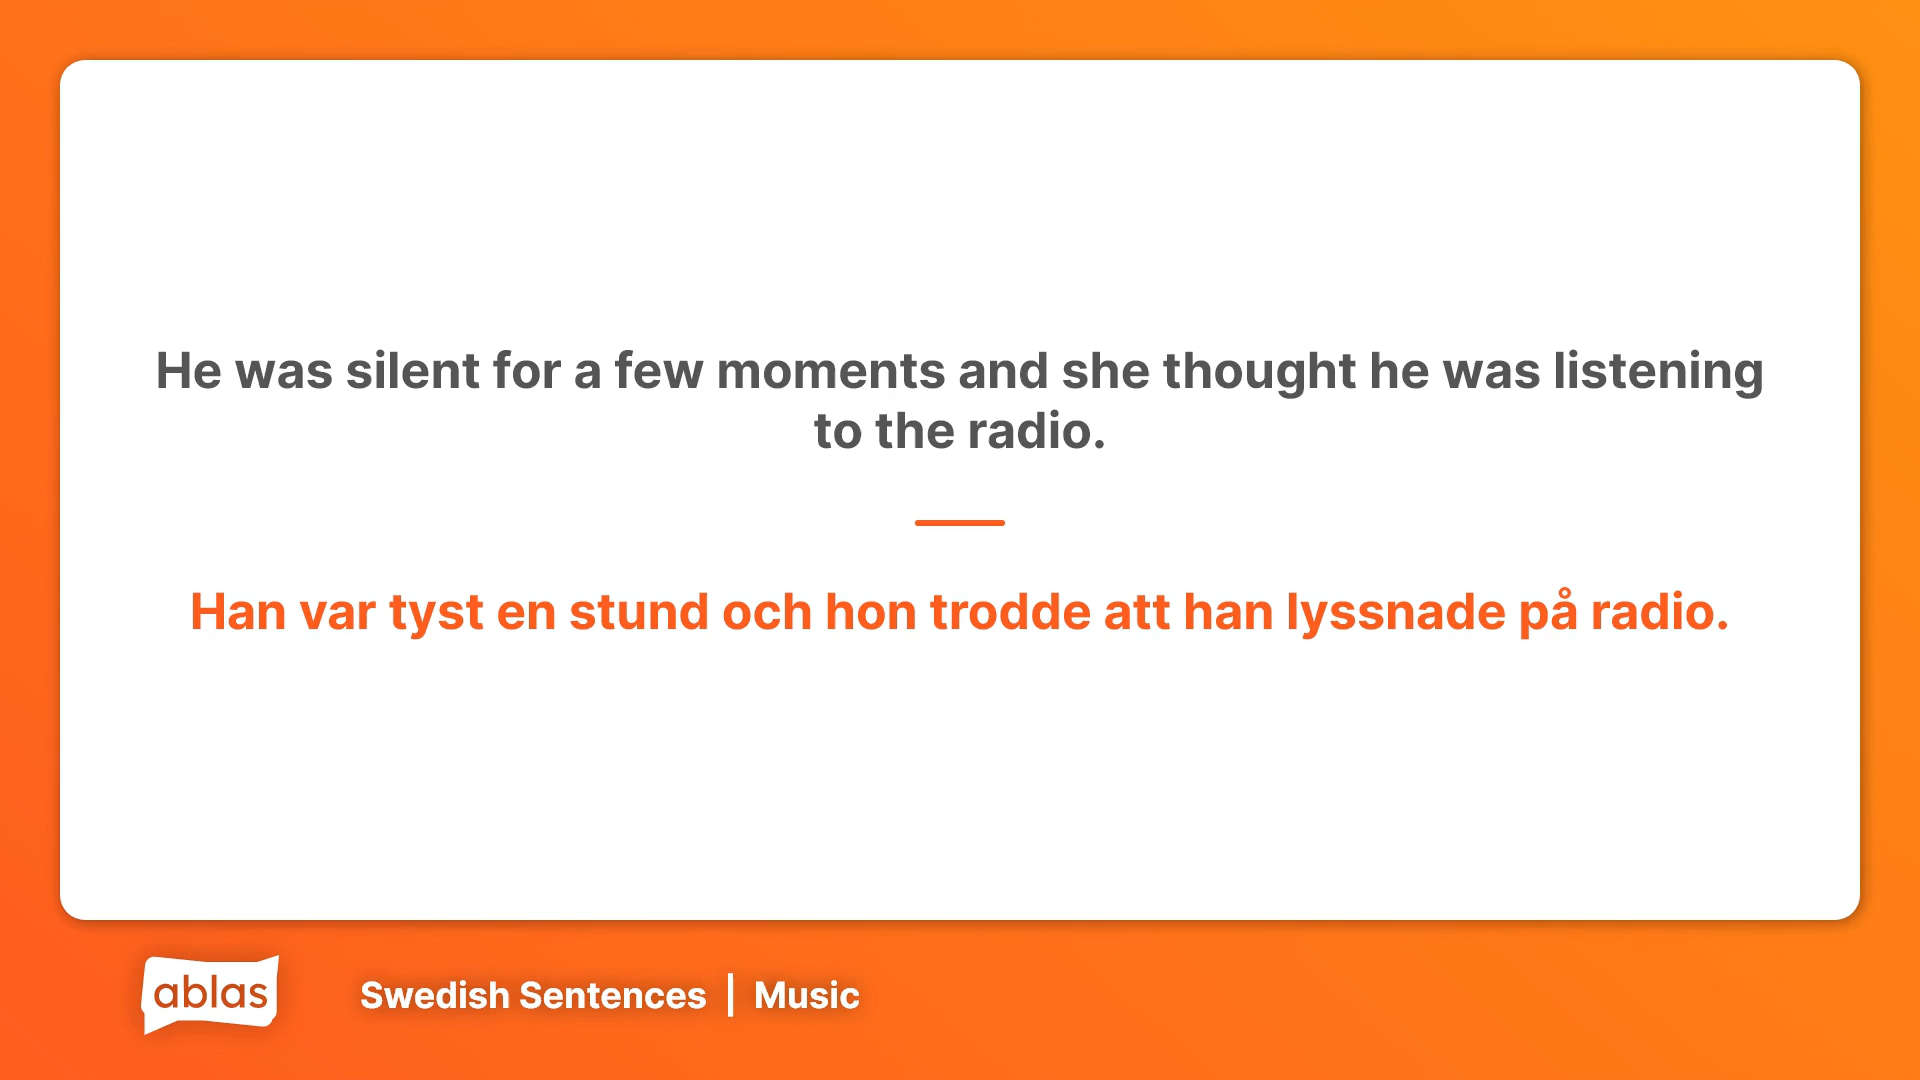 He was silent for a few moments and she thought he was listening
to the radio.
Han var tyst en stund och hon trodde att han lyssnade på radio.
ablas
Swedish Sentences | Music